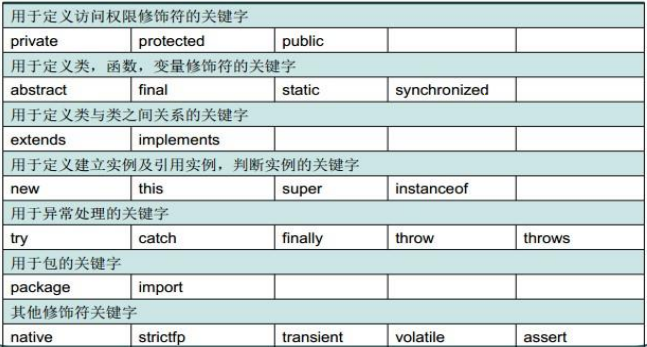 用于定义访问权限修饰符的关键字
private protected public
用于定义类，函数，变量修饰符的关键字
abstract final static synchronized
用于定义类与类之间关系的关键字
extends implements
用于定义建立实例及引用实例，判断实例的关键字
new this super instanceof
用于异常处理的关键字
try catch finally throw throws
用于包的关键字
package import
其他修饰符关键字
native strictfp transient volatile assert